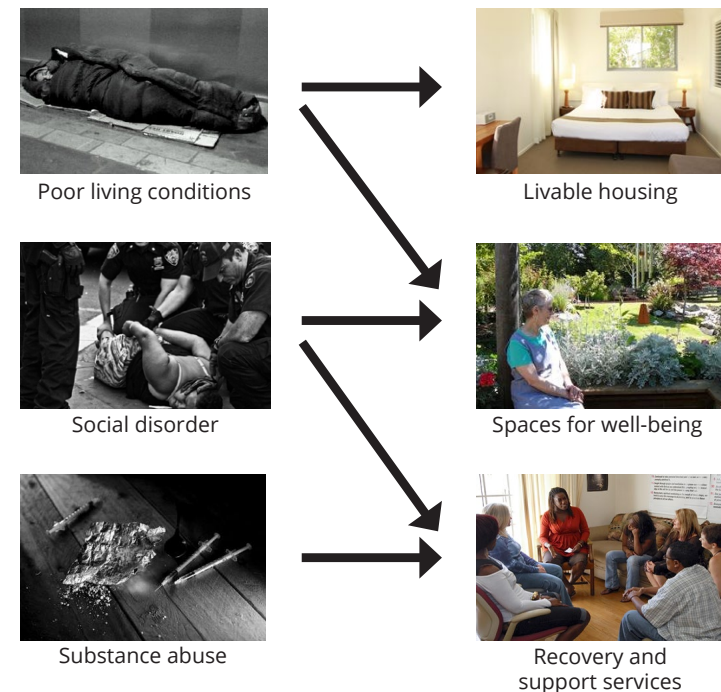 Poor living conditions
Livable housing
Social disorder
Spaces for well-being
Substance abuse
Recovery and
support services